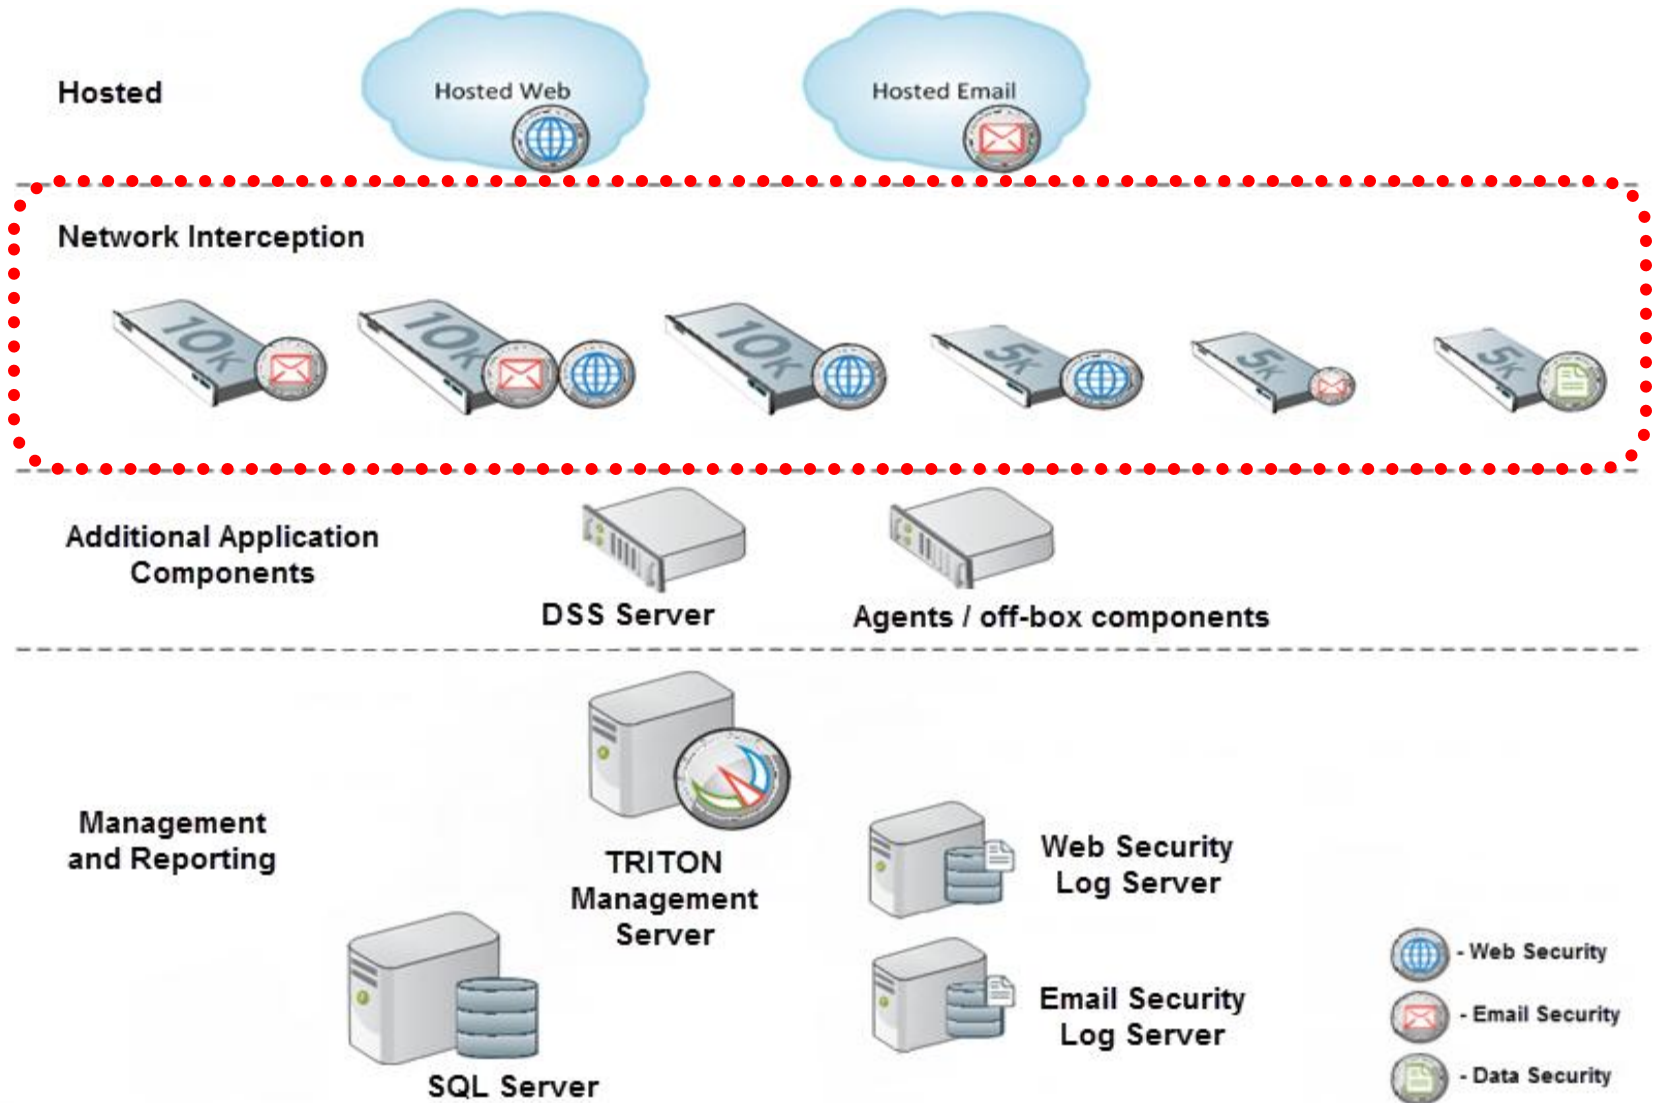 Hosted
Hosted Web
Hosted Email
Network Interception
10K
10K
10K
5K
5K
5K
Additional Application
Components
DSS Server
Agents / off-box components
Management
and Reporting
TRITON
Management
Server
Web Security
Log Server
Email Security
Log Server
SQL Server
- Web Security
- Email Security
- Data Security